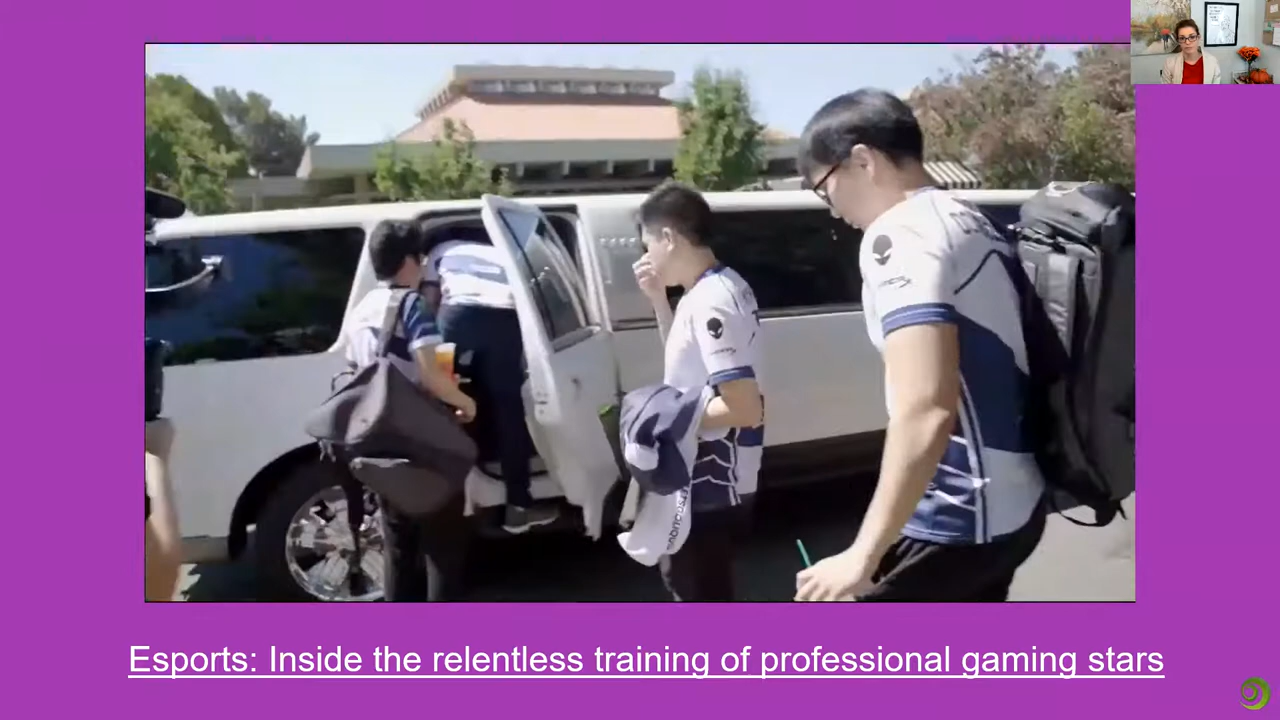 Esports: Inside the relentless training of professional gaming stars